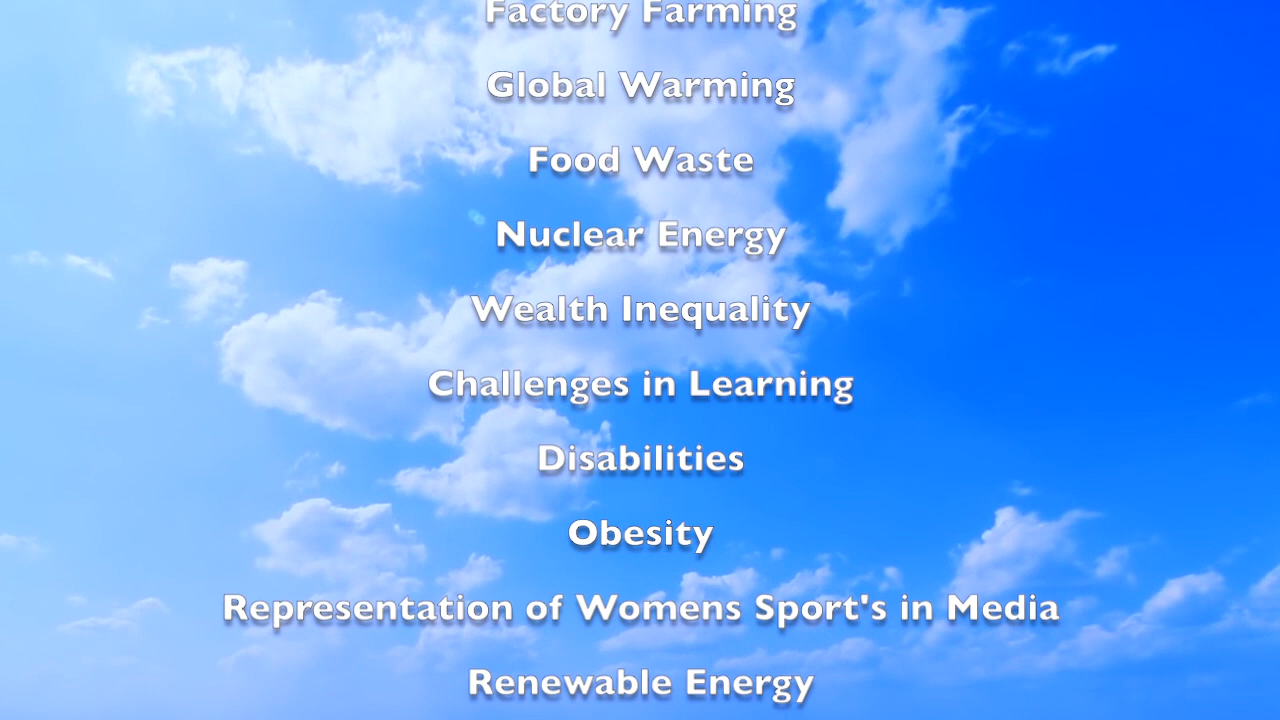 Factory Farming
Global Warming
Food Waste
Nuclear Energy
Wealth Inequality
Challenges in Learning
Disabilities
Obesity
Representation of Womens Sport's in Media
Renewable Energy